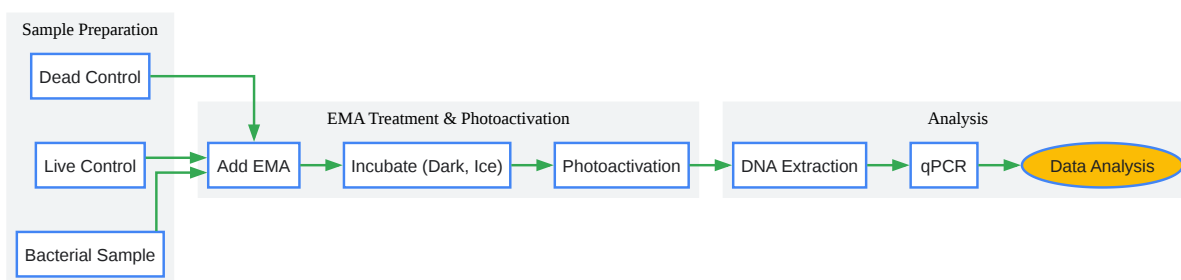 Sample Preparation
Dead Control
Live Control
Bacterial Sample
EMA Treatment & Photoactivation
Add EMA
Incubate (Dark, Ice)
Photoactivation
Analysis
DNA Extraction
qPCR
Data Analysis